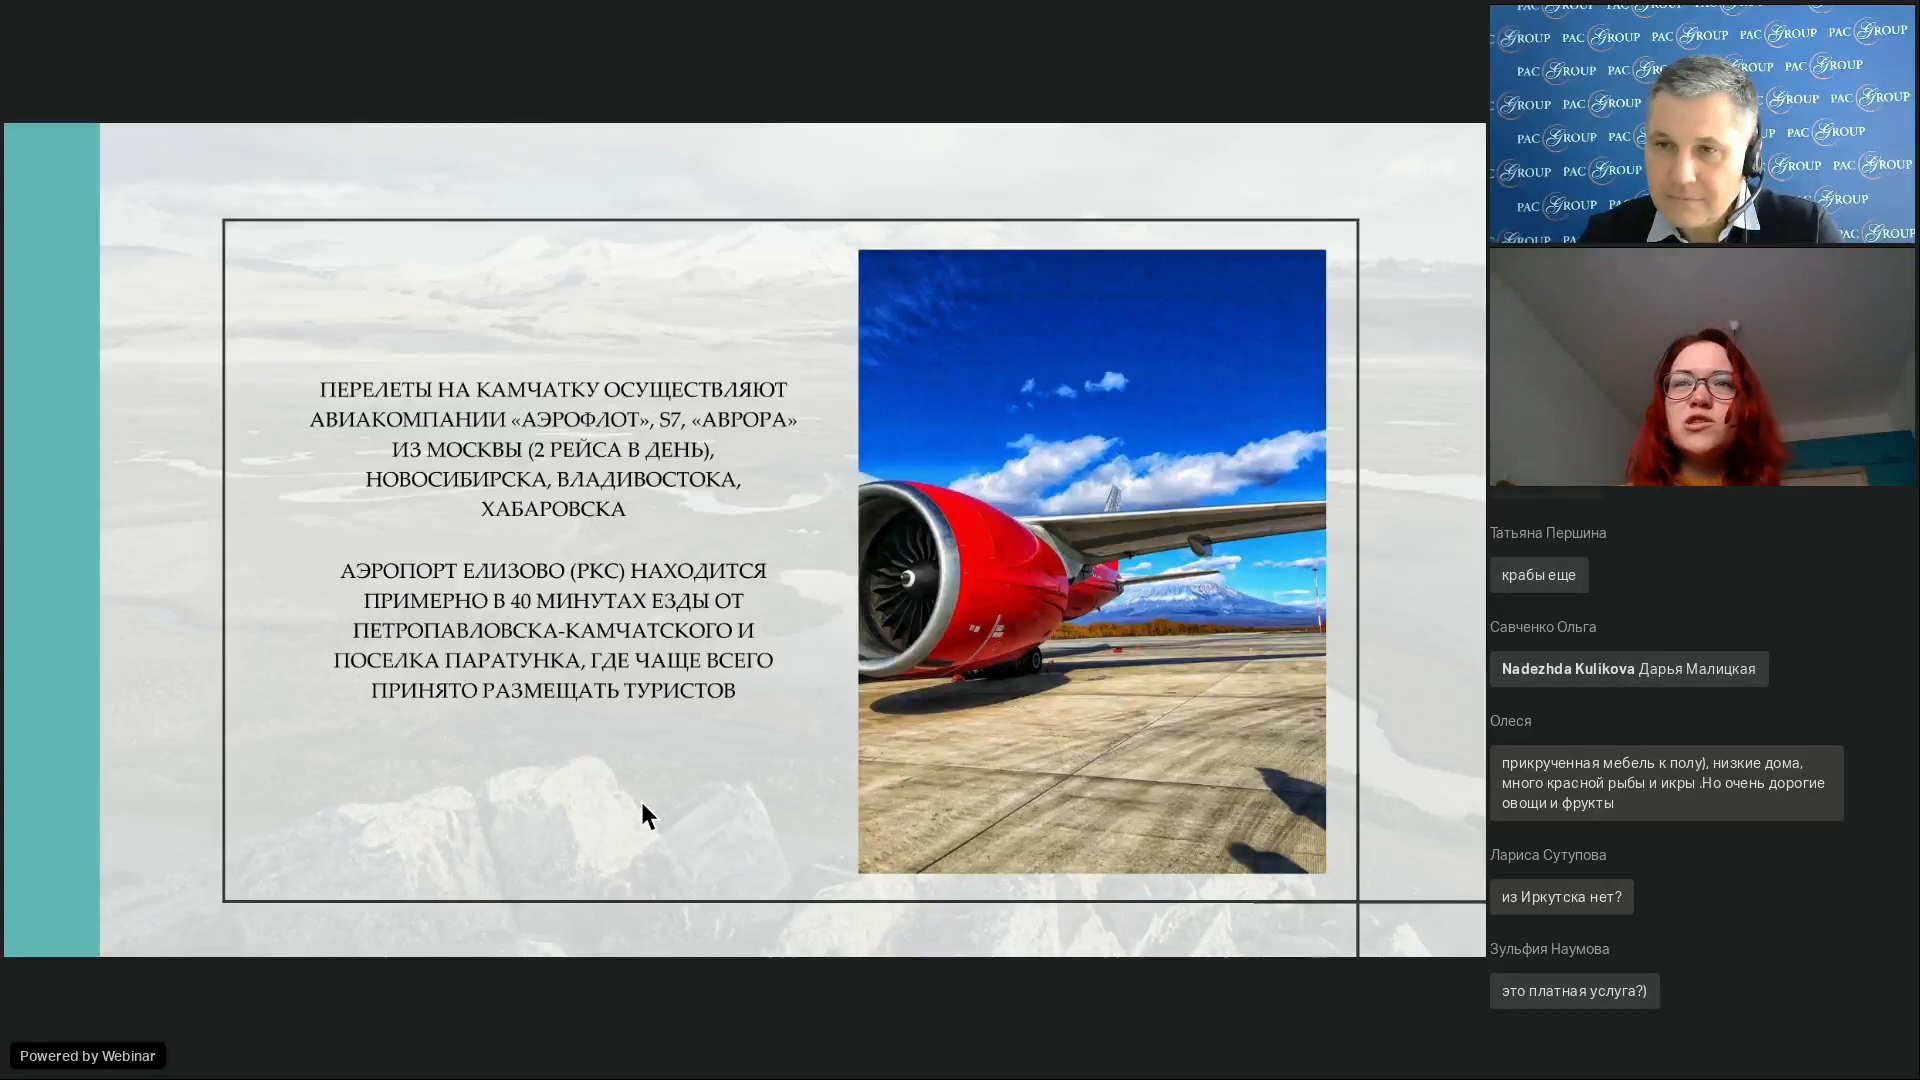 ПЕРЕЛЕТЫ НА КАМЧАТКУ ОСУЩЕСТВЛЯЮТ
АВИАКОМПАНИИ «АЭРОФЛОТ», S7, «АВРОРА»
ИЗ МОСКВЫ (2 РЕЙСА В ДЕНЬ),
НОВОСИБИРСКА, ВЛАДИВОСТОКА,
ХАБАРОВСКА
АЭРОПОРТ ЕЛИЗОВО (PKC) НАХОДИТСЯ
ПРИМЕРНО В 40 МИНУТАХ ЕЗДЫ ОТ
ПЕТРОПАВЛОВСКА-КАМЧАТСКОГО И
ПОСЕЛКА ПАРАТУНКА, ГДЕ ЧАЩЕ ВСЕГО
ПРИНЯТО РАЗМЕЩАТЬ ТУРИСТОВ
PAC GROUP
Татьяна Першина
крабы еще
Савченко Ольга
Nadezhda Kulikova Дарья Малицкая
Олеся
прикрученная мебель к полу), низкие дома,
много красной рыбы и икры .Но очень дорогие
овощи и фрукты
Лариса Сутупова
из Иркутска нет?
Зульфия Наумова
это платная услуга?)
Powered by Webinar